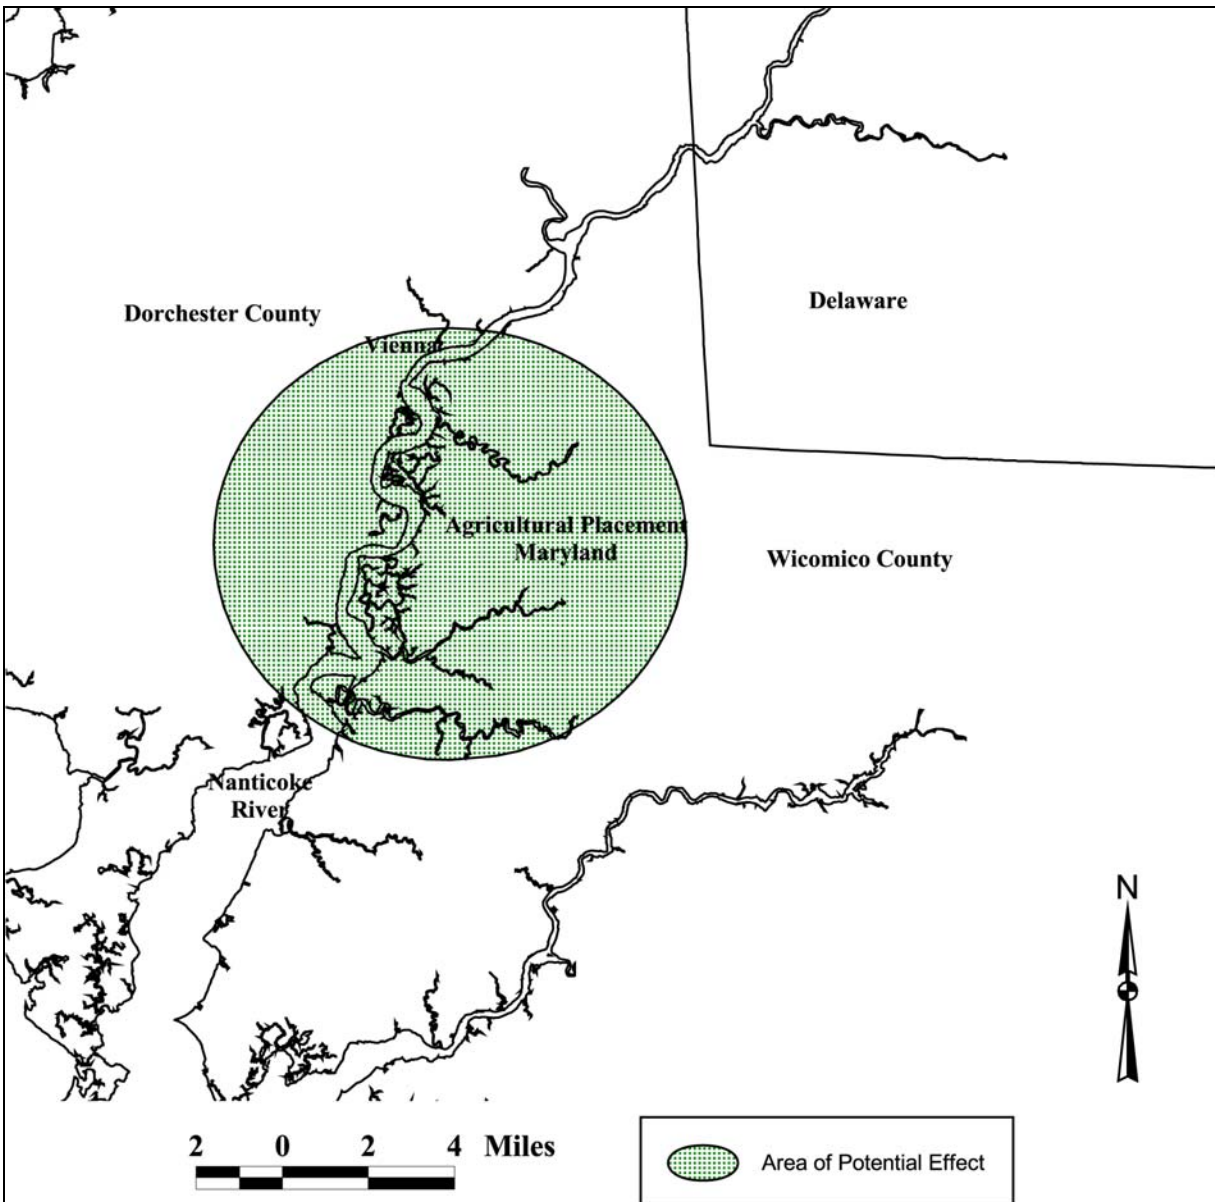 Delaware
Dorchester County
Vienna
Agricultural Placement
Maryland
Wicomico County
Nanticoke
River
N
2 0 2 4 Miles
Area of Potential Effect